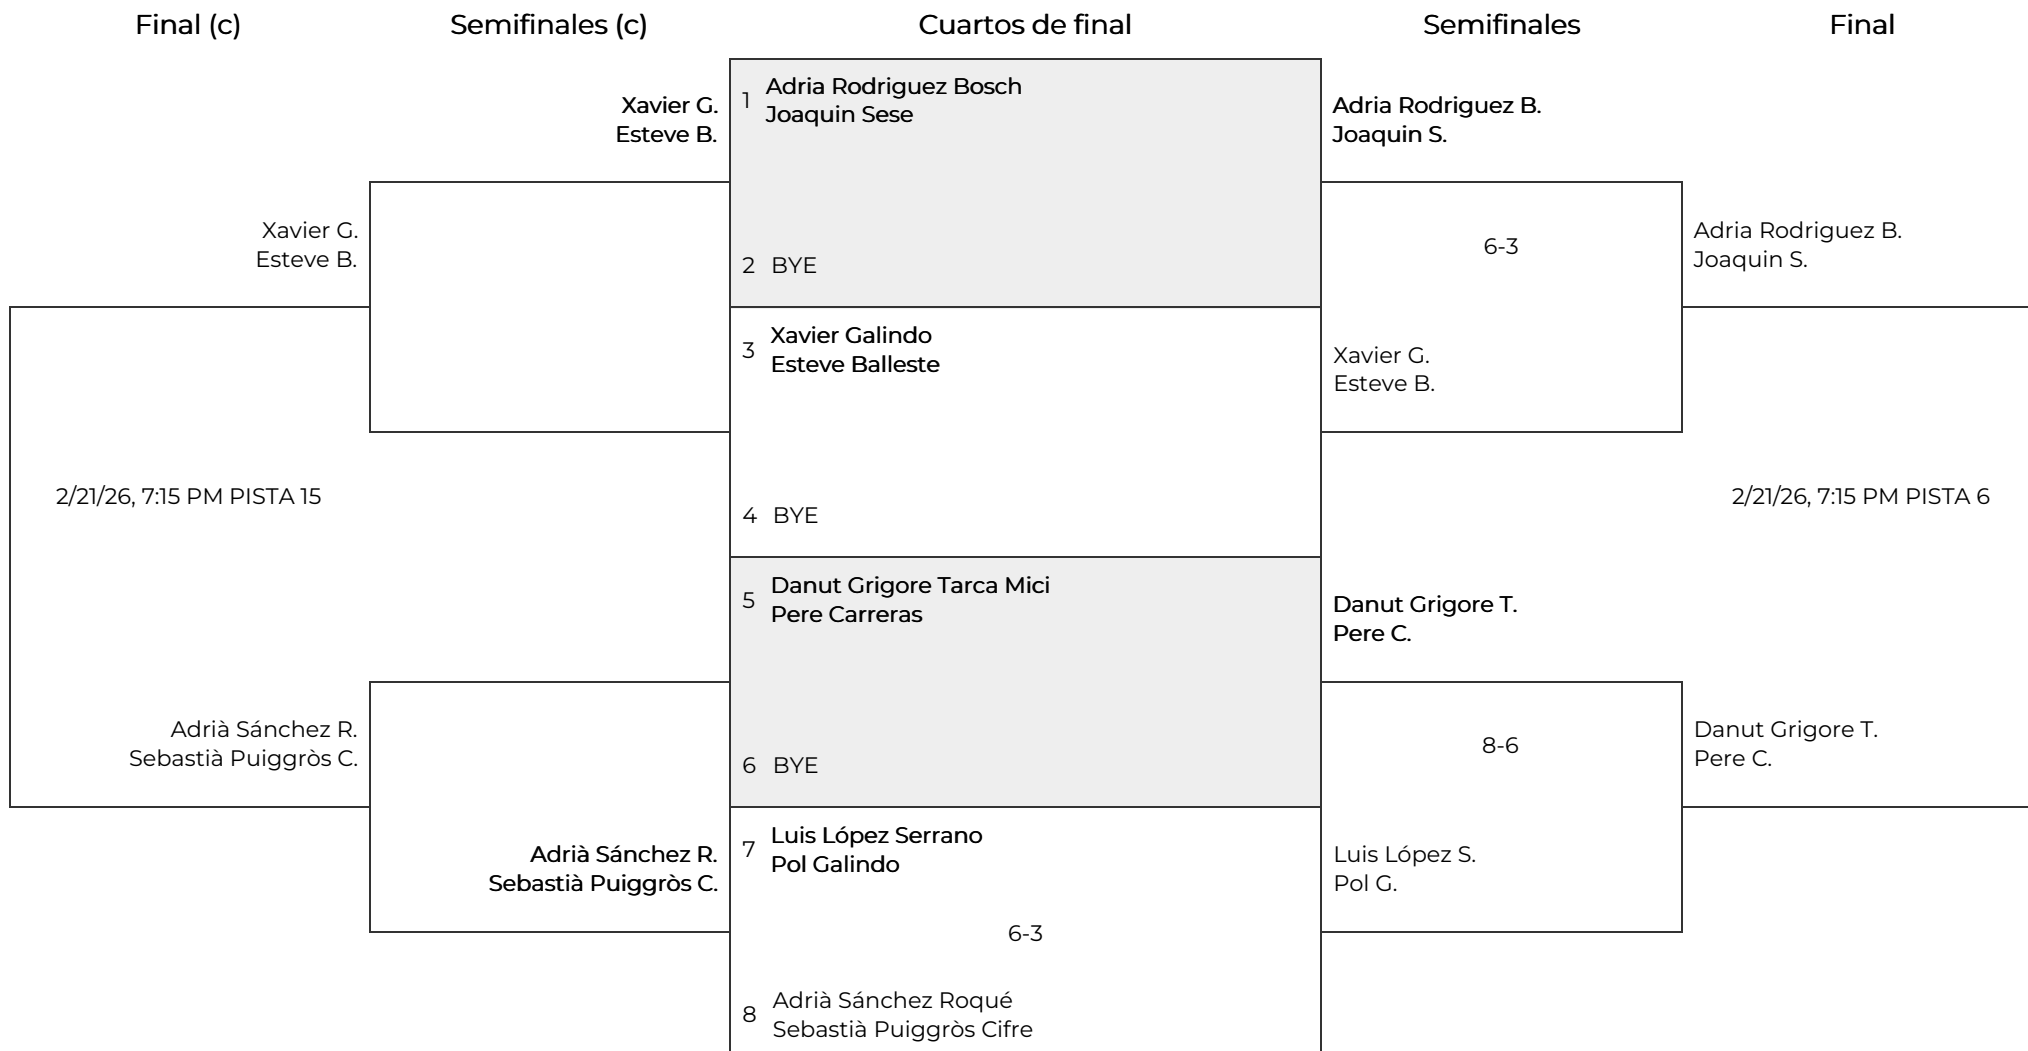 Final (c)
Semifinales (c)
Cuartos de final
Semifinales
Final
Xavier G.
Esteve B.
Xavier G.
Esteve B.
2/21/26, 7:15 PM PISTA 15
Adrià Sánchez R.
Sebastià Puiggròs C.
Adrià Sánchez R.
Sebastià Puiggròs C.
1 Adria Rodriguez Bosch
Joaquin Sese
2 BYE
3 Xavier Galindo
Esteve Balleste
4 BYE
5 Danut Grigore Tarca Mici
Pere Carreras
6 BYE
7 Luis López Serrano
Pol Galindo
6-3
8 Adrià Sánchez Roqué
Sebastià Puiggròs Cifre
Adria Rodriguez B.
Joaquin S.
6-3
Xavier G.
Esteve B.
Danut Grigore T.
Pere C.
8-6
Luis López S.
Pol G.
Adria Rodriguez B.
Joaquin S.
2/21/26, 7:15 PM PISTA 6
Danut Grigore T.
Pere C.